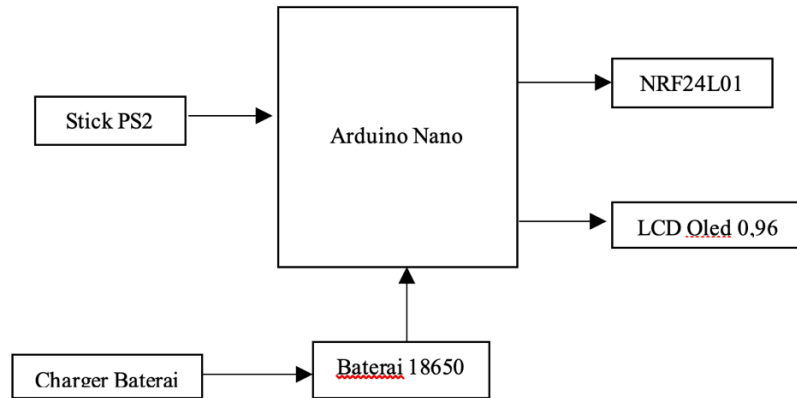 NRF24L01
Stick PS2
Arduino Nano
LCD Oled 0,96
Charger Baterai
Baterai 18650